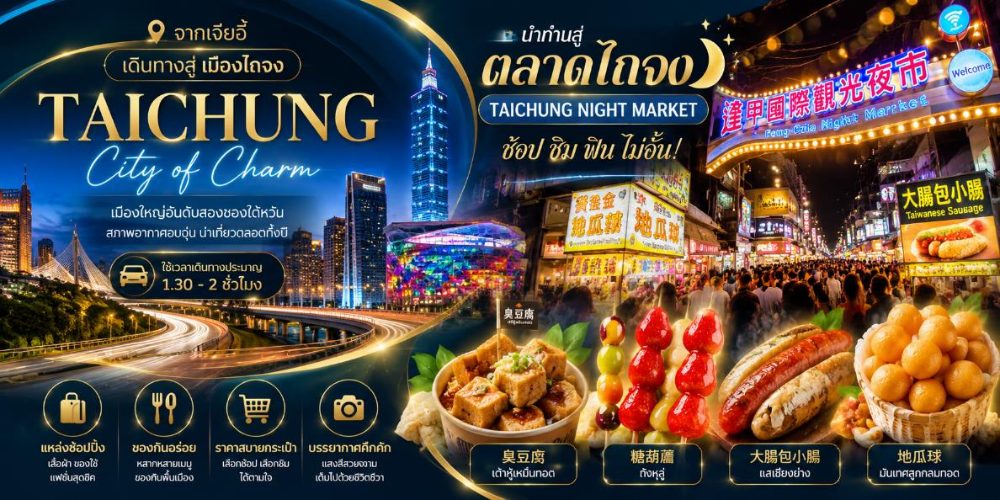 จากเจียอี้
เดินทางสู่ เมืองไถจง
TAICHUNG
City of Charm
เมืองใหญ่อันดับสองของไต้หวัน
สภาพอากาศอบอุ่น น่าเที่ยวตลอดทั้งปี
ใช้เวลาเดินทางประมาณ
1.30 - 2 ชั่วโมง
แหล่งช้อปปิ้ง
เสื้อผ้า ของใช้
แฟชั่นสุดชิค
ของกินอร่อย
หลากหลายเมนู
ของกินพื้นเมือง
ราคาสบายกระเป๋า
เลือกช้อป เลือกชิม
ได้ตามใจ
บรรยากาศคึกคัก
แสงสีสวยงาม
เต็มไปด้วยชีวิตชีวา
นำท่านสู่
ตลาดไถจง
TAICHUNG NIGHT MARKET
ช้อป ชิม ฟิน ไม่อั้น!
Welcome
逢甲國際觀光夜市
Feng Chia Night Market
地瓜球
大腸包小腸
Taiwanese Sausage
臭豆腐
臭豆腐
เต้าหู้เหม็นทอด
糖葫蘆
ถังหูลู่
大腸包小腸
แสเชียงย่าง
地瓜球
มันเทศลูกกลมทอด